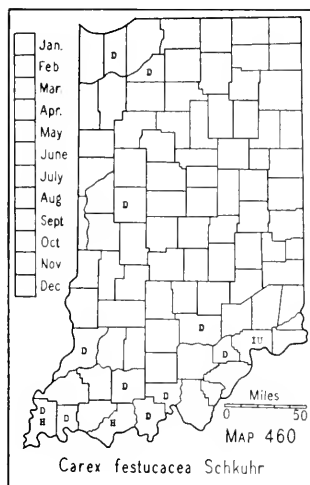 Jan.
Feb
Mar.
Apr.
May
June
July
Aug
Sept
Oct
Nov
Dec
D
D
D
D
IU
D
D
D
D
D
H
D
H
D
Miles
0 50
MAP 460
Carex festucacea Schkuhr